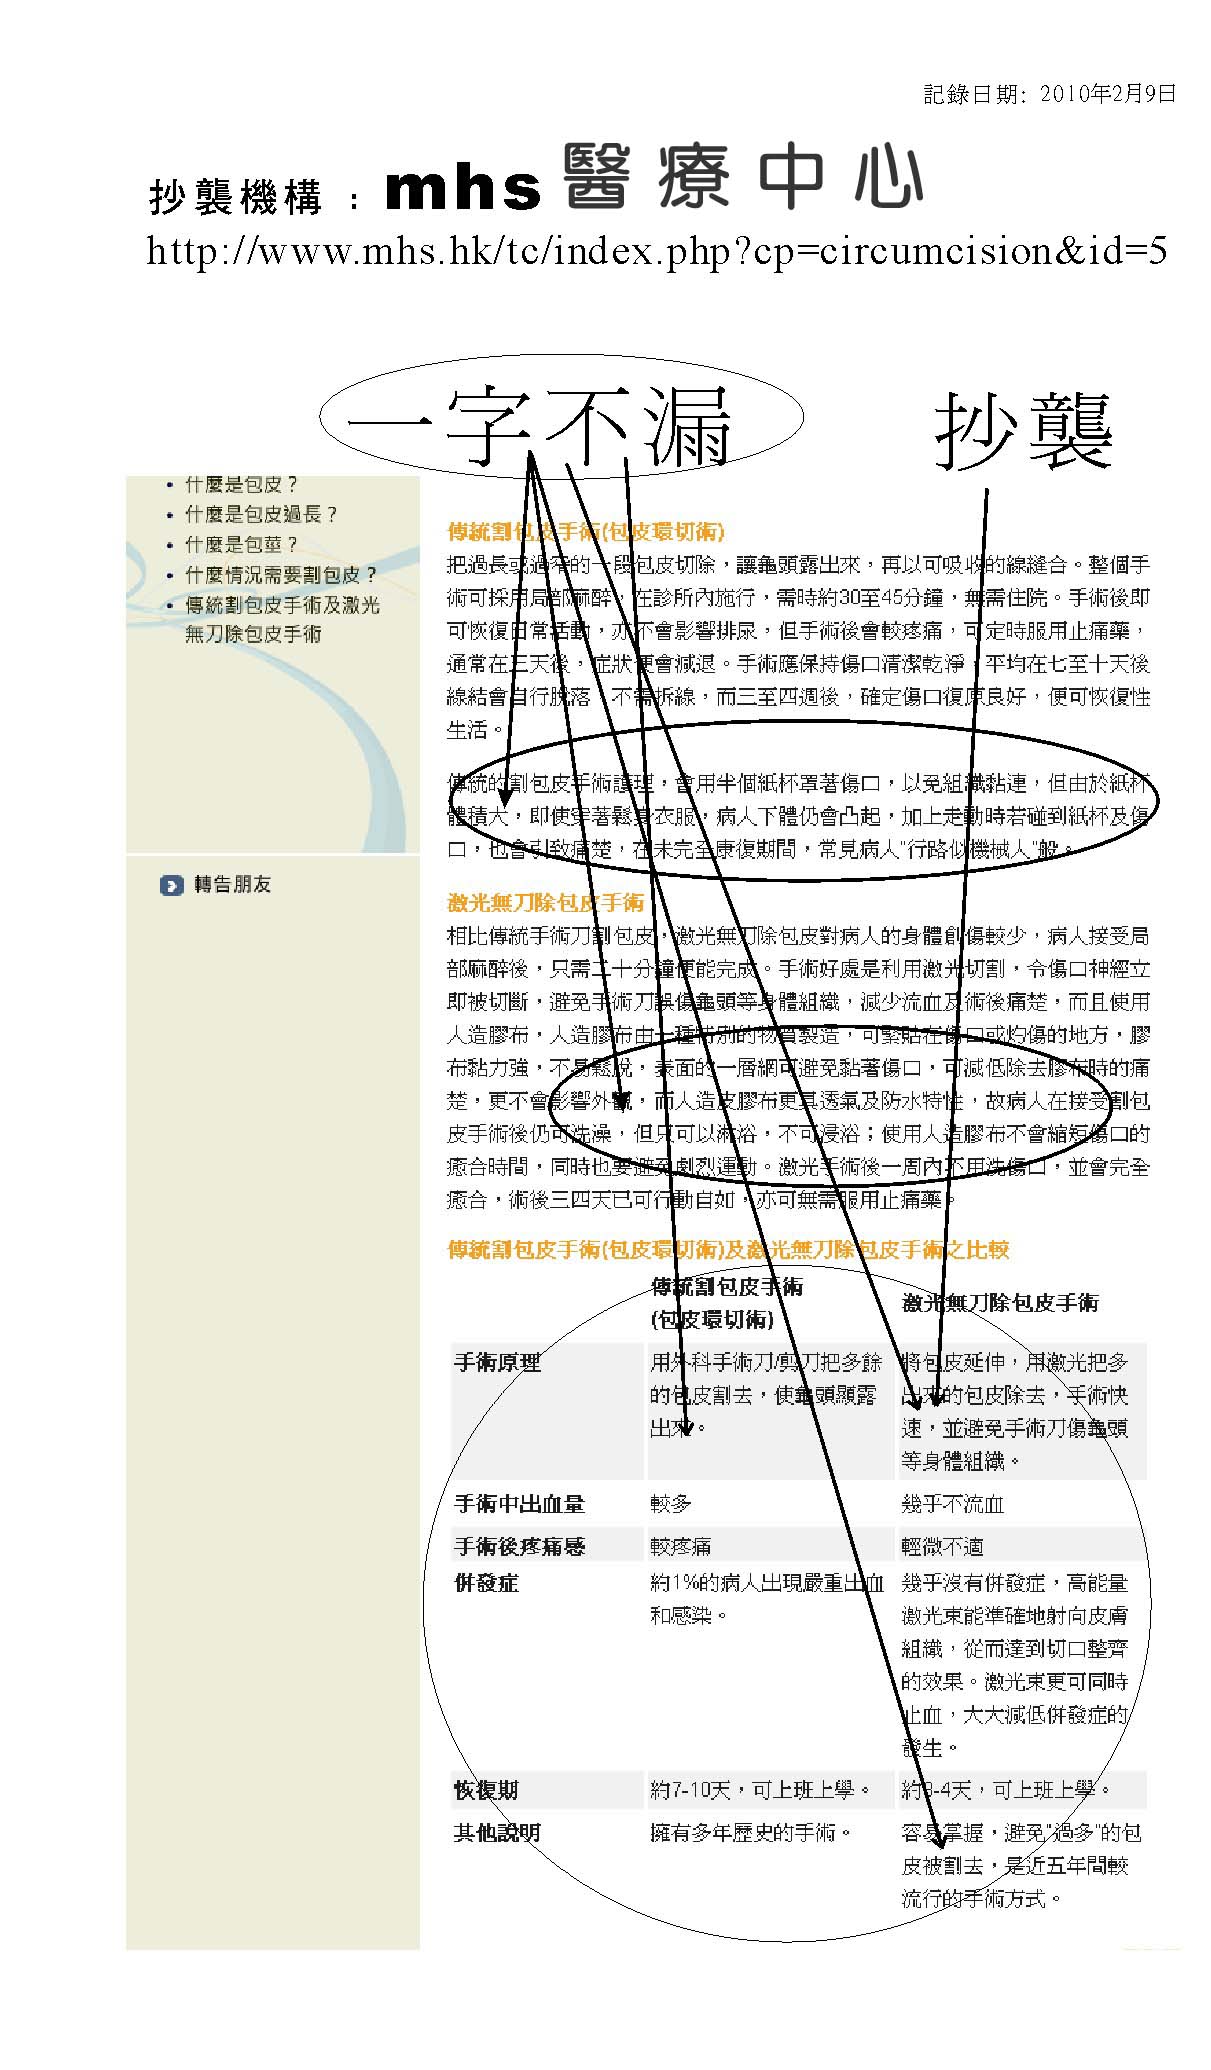 記錄日期: 2010年2月9日
抄襲機構 : mhs 醫療中心
http://www.mhs.hk/tc/index.php?cp=circumcision&id=5
一字不漏 抄襲
• 什麼是包皮？
• 什麼是包皮過長？
• 什麼是包莖？
• 什麼情況需要割包皮？
• 傳統割包皮手術及激光
無刀除包皮手術
轉告朋友
傳統割包皮手術(包皮環切術)
把過長或過窄的一段包皮切除，讓龜頭露出來，再以可吸收的線縫合。整個手
術可採用局部麻醉，在診所內施行，需時約30至45分鐘，無需住院。手術後即
可恢復日常活動，亦不會影響排尿，但手術後會較疼痛，可定時服用止痛藥，
通常在三天後，症狀便會減退。手術應保持傷口清潔乾淨，平均在七至十天後
線結會自行脫落，不需拆線，而三至四週後，確定傷口復原良好，便可恢復性
生活。
傳統的割包皮手術護理，會用半個紙杯罩著傷口，以免組織黏連，但由於紙杯
體積大，即使穿著鬆身衣服，病人下體仍會凸起，加上走動時若碰到紙杯及傷
口，也會引致痛楚，在未完全康復期間，常見病人"行路似機械人"般。
激光無刀除包皮手術
相比傳統手術刀割包皮，激光無刀除包皮對病人的身體創傷較少，病人接受局
部麻醉後，只需二十分鐘便能完成。手術好處是利用激光切割，令傷口神經立
即被切斷，避免手術刀誤傷龜頭等身體組織，減少流血及術後痛楚，而且使用
人造膠布，人造膠布由一種特別的物質製造，可緊貼在傷口或灼傷的地方，膠
布黏力強，不易鬆脫，表面的一層網可避免黏著傷口，可減低除去膠布時的痛
楚，更不會影響外觀，而人造皮膠布更具透氣及防水特性，故病人在接受割包
皮手術後仍可洗澡，但只可以淋浴，不可浸浴；使用人造膠布不會縮短傷口的
癒合時間，同時也要避免劇烈運動。激光手術後一周內不用洗傷口，並會完全
癒合，術後三四天已可行動自如，亦可無需服用止痛藥。
傳統割包皮手術(包皮環切術)及激光無刀除包皮手術之比較
傳統割包皮手術
(包皮環切術)
激光無刀除包皮手術
手術原理
用外科手術刀/剪刀把多餘
的包皮割去，使龜頭顯露
出來。
將包皮延伸，用激光把多
出來的包皮除去，手術快
速，並避免手術刀傷龜頭
等身體組織。
手術中出血量 較多 幾乎不流血
手術後疼痛感 較疼痛 輕微不適
併發症
約1%的病人出現嚴重出血
和感染。
幾乎沒有併發症，高能量
激光束能準確地射向皮膚
組織，從而達到切口整齊
的效果。激光束更可同時
止血，大大減低併發症的
發生。
恢復期 約7-10天，可上班上學。 約3-4天，可上班上學。
其他說明 擁有多年歷史的手術。
容易掌握，避免"過多"的包
皮被割去，是近五年間較
流行的手術方式。